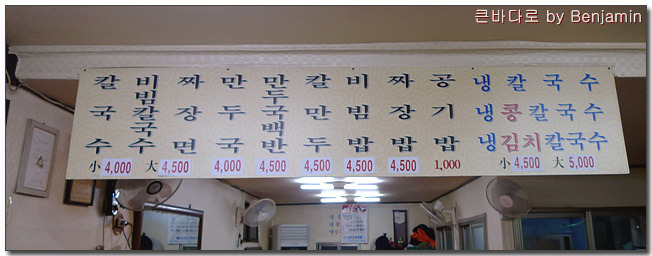 큰바다로 by Benjamin
칼국수
비빔칼국수
짜장면
만두국
만두국백반
칼만두
비빔밥
짜장밥
공기밥
냉칼국수
냉콩칼국수
냉김치칼국수
小 4,000 大 4,500 4,000 4,500 4,500 4,500 4,500 1,000 小 4,500 大 5,000